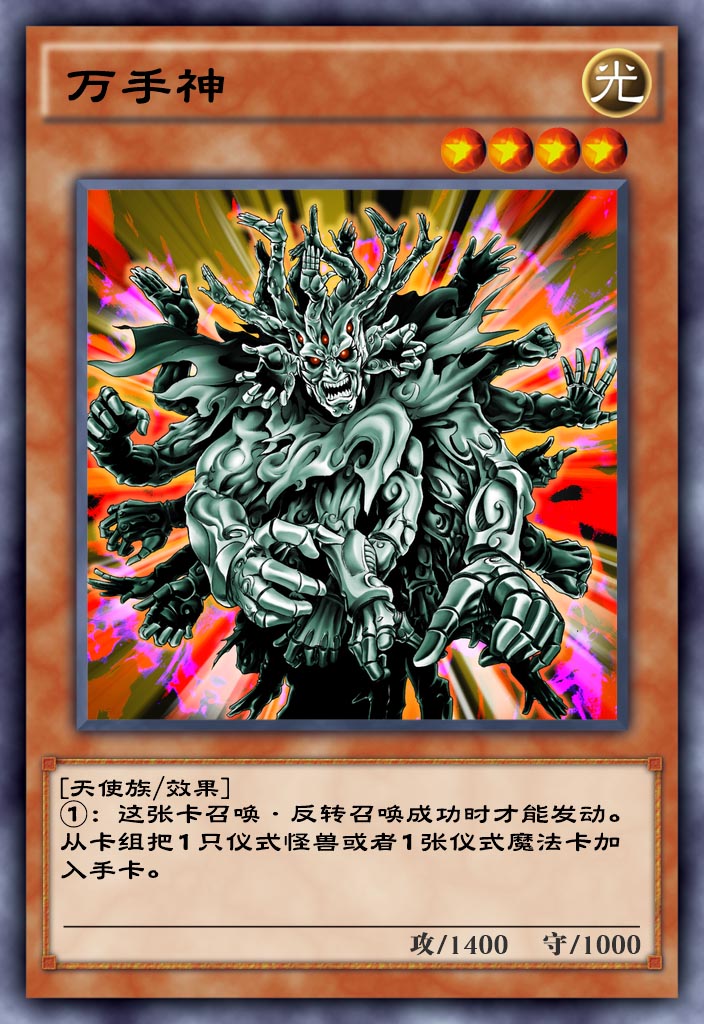 万手神
光
[天使族/效果]
①：这张卡召唤·反转召唤成功时才能发动。
从卡组把1只仪式怪兽或者1张仪式魔法卡加
入手卡。
攻/1400 守/1000